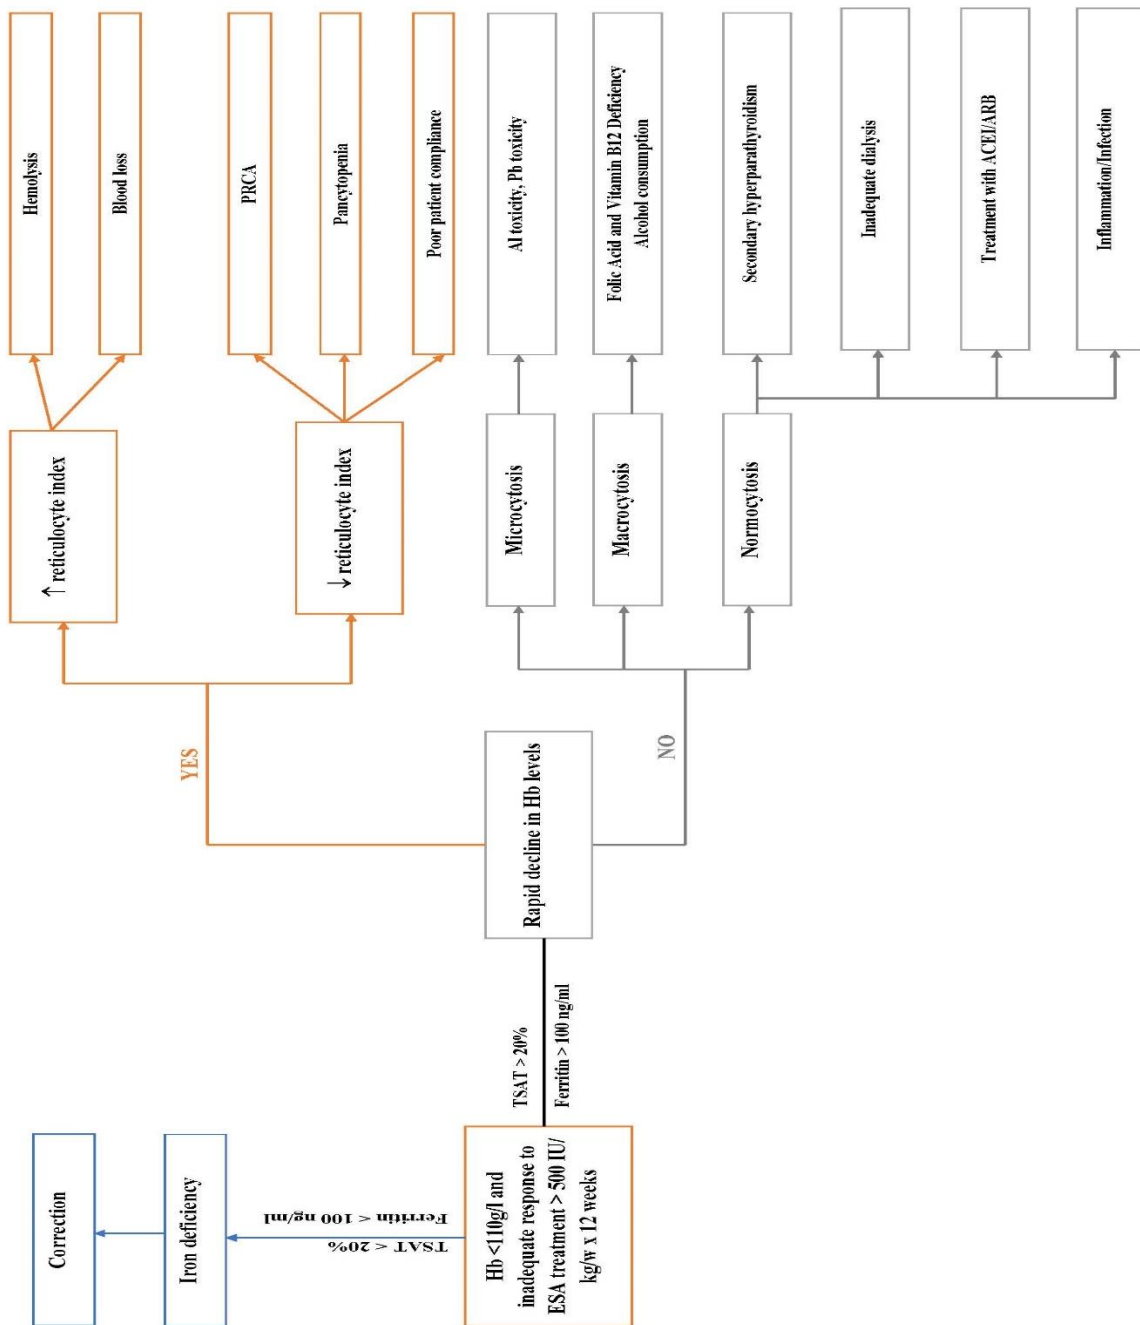 Hb <110g/l and
inadequate response to
ESA treatment > 500 IU/
kg/w x 12 weeks
TSAT < 20%
Ferritin < 100 ng/ml
Iron deficiency
Correction
TSAT > 20%
Ferritin > 100 ng/ml
Rapid decline in Hb levels
YES
NO
↑ reticulocyte index
↓ reticulocyte index
Microcytosis
Macrocytosis
Normocytosis
Hemolysis
Blood loss
PRCA
Pancytopenia
Poor patient compliance
Al toxicity, Pb toxicity
Folic Acid and Vitamin B12 Deficiency
Alcohol consumption
Secondary hyperparathyroidism
Inadequate dialysis
Treatment with ACEI/ARB
Inflammation/Infection